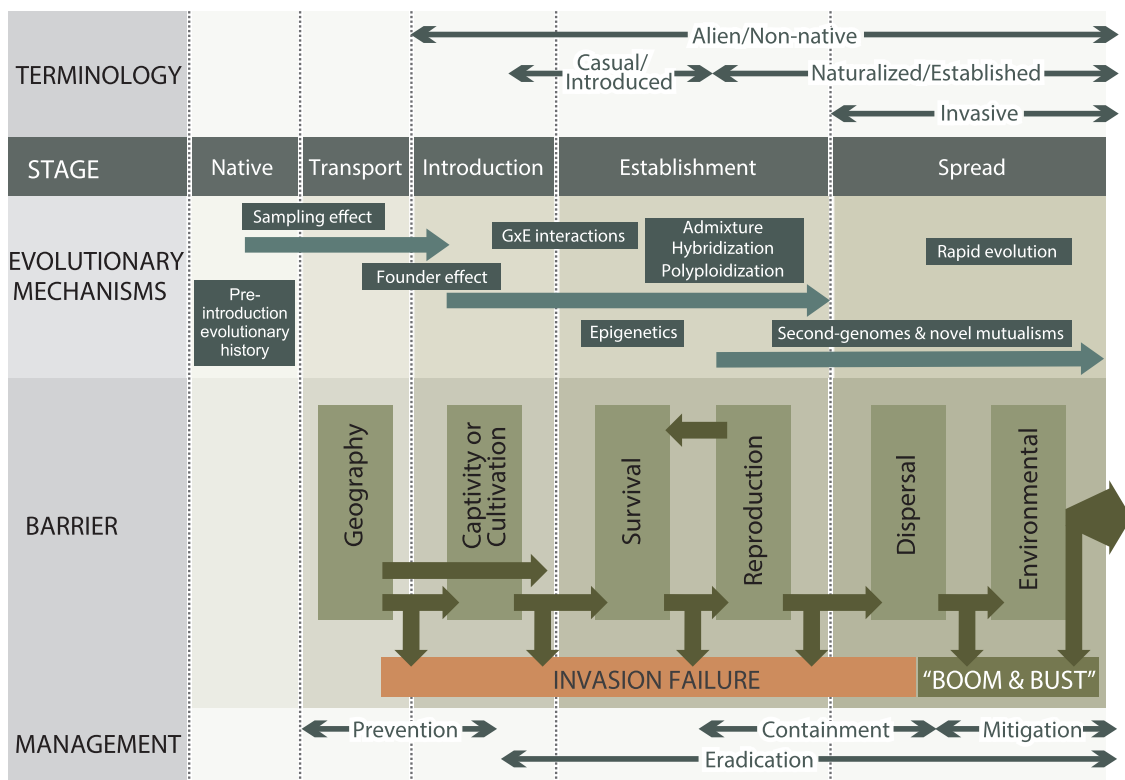 TERMINOLOGY
Alien/Non-native
Casual/
Introduced
Naturalized/Established
Invasive
STAGE
Native
Transport
Introduction
Establishment
Spread
EVOLUTIONARY
MECHANISMS
Sampling effect
Founder effect
Pre-
introduction
evolutionary
history
GxE interactions
Admixture
Hybridization
Polyploidization
Rapid evolution
Epigenetics
Second-genomes & novel mutualisms
BARRIER
Geography
Captivity or
Cultivation
Survival
Reproduction
Dispersal
Environmental
INVASION FAILURE
“BOOM & BUST”
MANAGEMENT
Prevention
Containment
Mitigation
Eradication